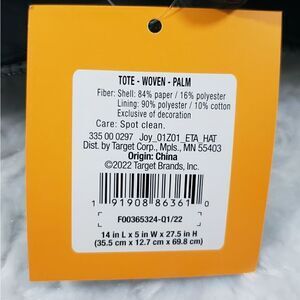 TOTE - WOVEN - PALM
Fiber: Shell: 84% paper / 16% polyester
Lining: 90% polyester / 10% cotton
Exclusive of decoration
Care: Spot clean.
335 00 0297 Joy_01Z01_ETA_HAT
Dist. by Target Corp., Mpls., MN 55403
Origin: China
©2022 Target Brands, Inc.
1 91908 86361 0
F00365324-Q1/22
14 in L x 5 in W x 27.5 in H
(35.5 cm x 12.7 cm x 69.8 cm)